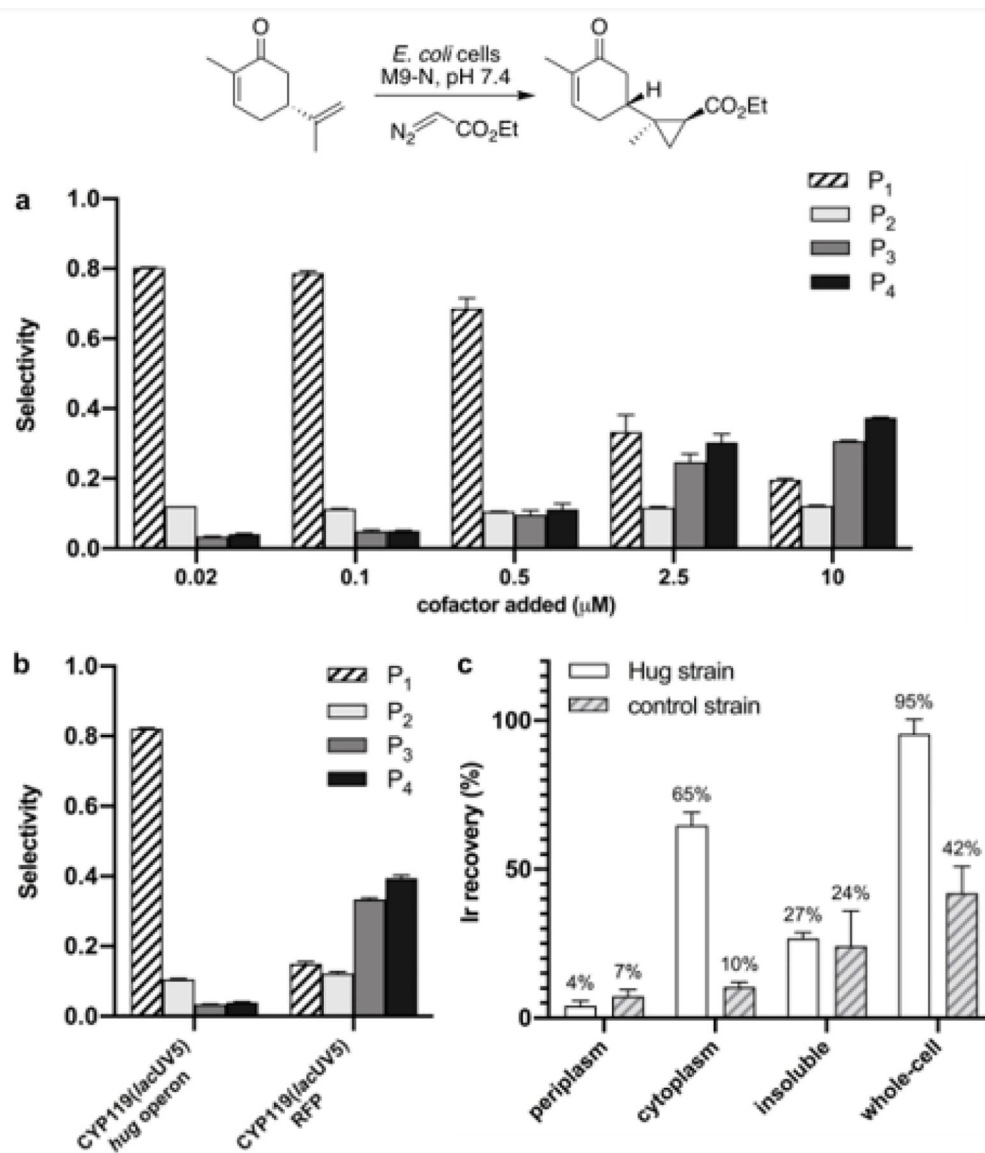 O
E. coli cells
M9-N, pH 7.4
N₂ CO₂Et
O
H
CO₂Et
Me
Me
a
Selectivity
1.0
0.8
0.6
0.4
0.2
0.0
P₁
P₂
P₃
P₄
0.02 0.1 0.5 2.5 10
cofactor added (μM)
b
Selectivity
1.0
0.8
0.6
0.4
0.2
0.0
P₁
P₂
P₃
P₄
CYP119(lacUV5)
hug operon
CYP119(lacUV5)
RFP
c
Ir recovery (%)
100
50
0
Hug strain
control strain
4% 7% 65% 10% 27% 24% 95% 42%
periplasm
cytoplasm
insoluble
whole-cell